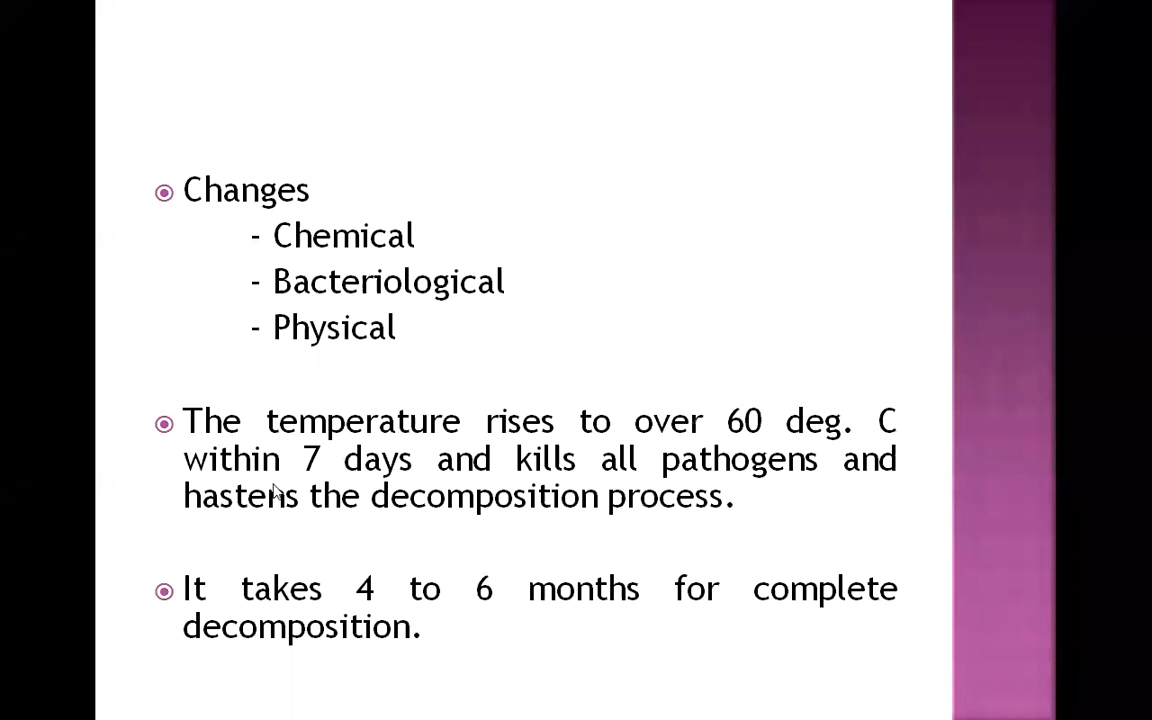 Changes
- Chemical
- Bacteriological
- Physical
The temperature rises to over 60 deg. C
within 7 days and kills all pathogens and
hastens the decomposition process.
It takes 4 to 6 months for complete
decomposition.